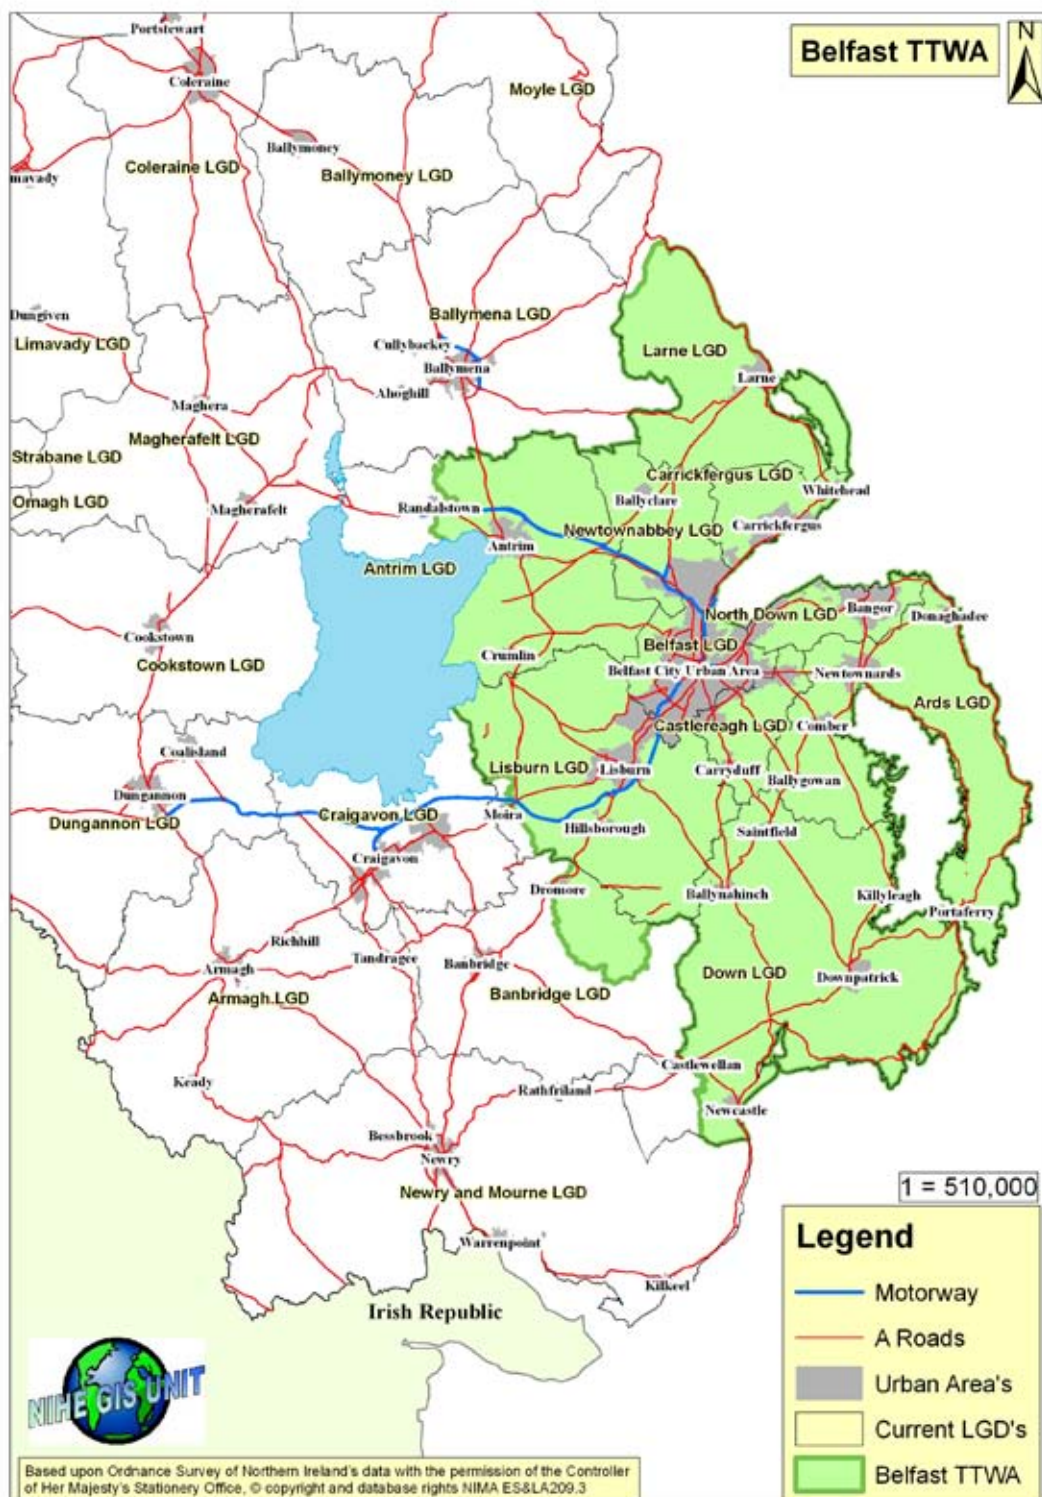 Belfast TTWA
N
Portstewart
Coleraine
Moyle LGD
Ballymoney
Coleraine LGD
Ballymoney LGD
mavady
Dungiven
Limavady LGD
Ballymena LGD
Cullybackey
Ballymena
Ahoghill
Larne LGD
Larne
Maghera
Magherafelt LGD
Strabane LGD
Omagh LGD
Magherafelt
Randalstown
Carrickfergus LGD
Ballyclare
Whitehead
Newtownabbey LGD
Carrickfergus
Antrim
Antrim LGD
North Down LGD
Bangor
Donaghadee
Cookstown
Cookstown LGD
Crumlin
Belfast LGD
Belfast City Urban Area
Newtownards
Ards LGD
Castlereagh LGD
Comber
Coalisland
Lisburn LGD
Lisburn
Carryduff
Ballygowan
Dungannon
Dungannon LGD
Craigavon LGD
Moira
Hillsborough
Saintfield
Craigavon
Dromore
Ballynahinch
Killyleagh
Portaferry
Richhill
Armagh
Tandragee
Banbridge
Downpatrick
Down LGD
Armagh LGD
Banbridge LGD
Castlewellan
Keady
Rathfriland
Newcastle
Bessbrook
Newry
Newry and Mourne LGD
1 = 510,000
Warrenpoint
Kilkeel
Irish Republic
Legend
Motorway
A Roads
Urban Area's
Current LGD's
Belfast TTWA
NIHE GIS UNIT
Based upon Ordnance Survey of Northern Ireland's data with the permission of the Controller
of Her Majesty's Stationery Office, © copyright and database rights NIMA ES&LA209.3